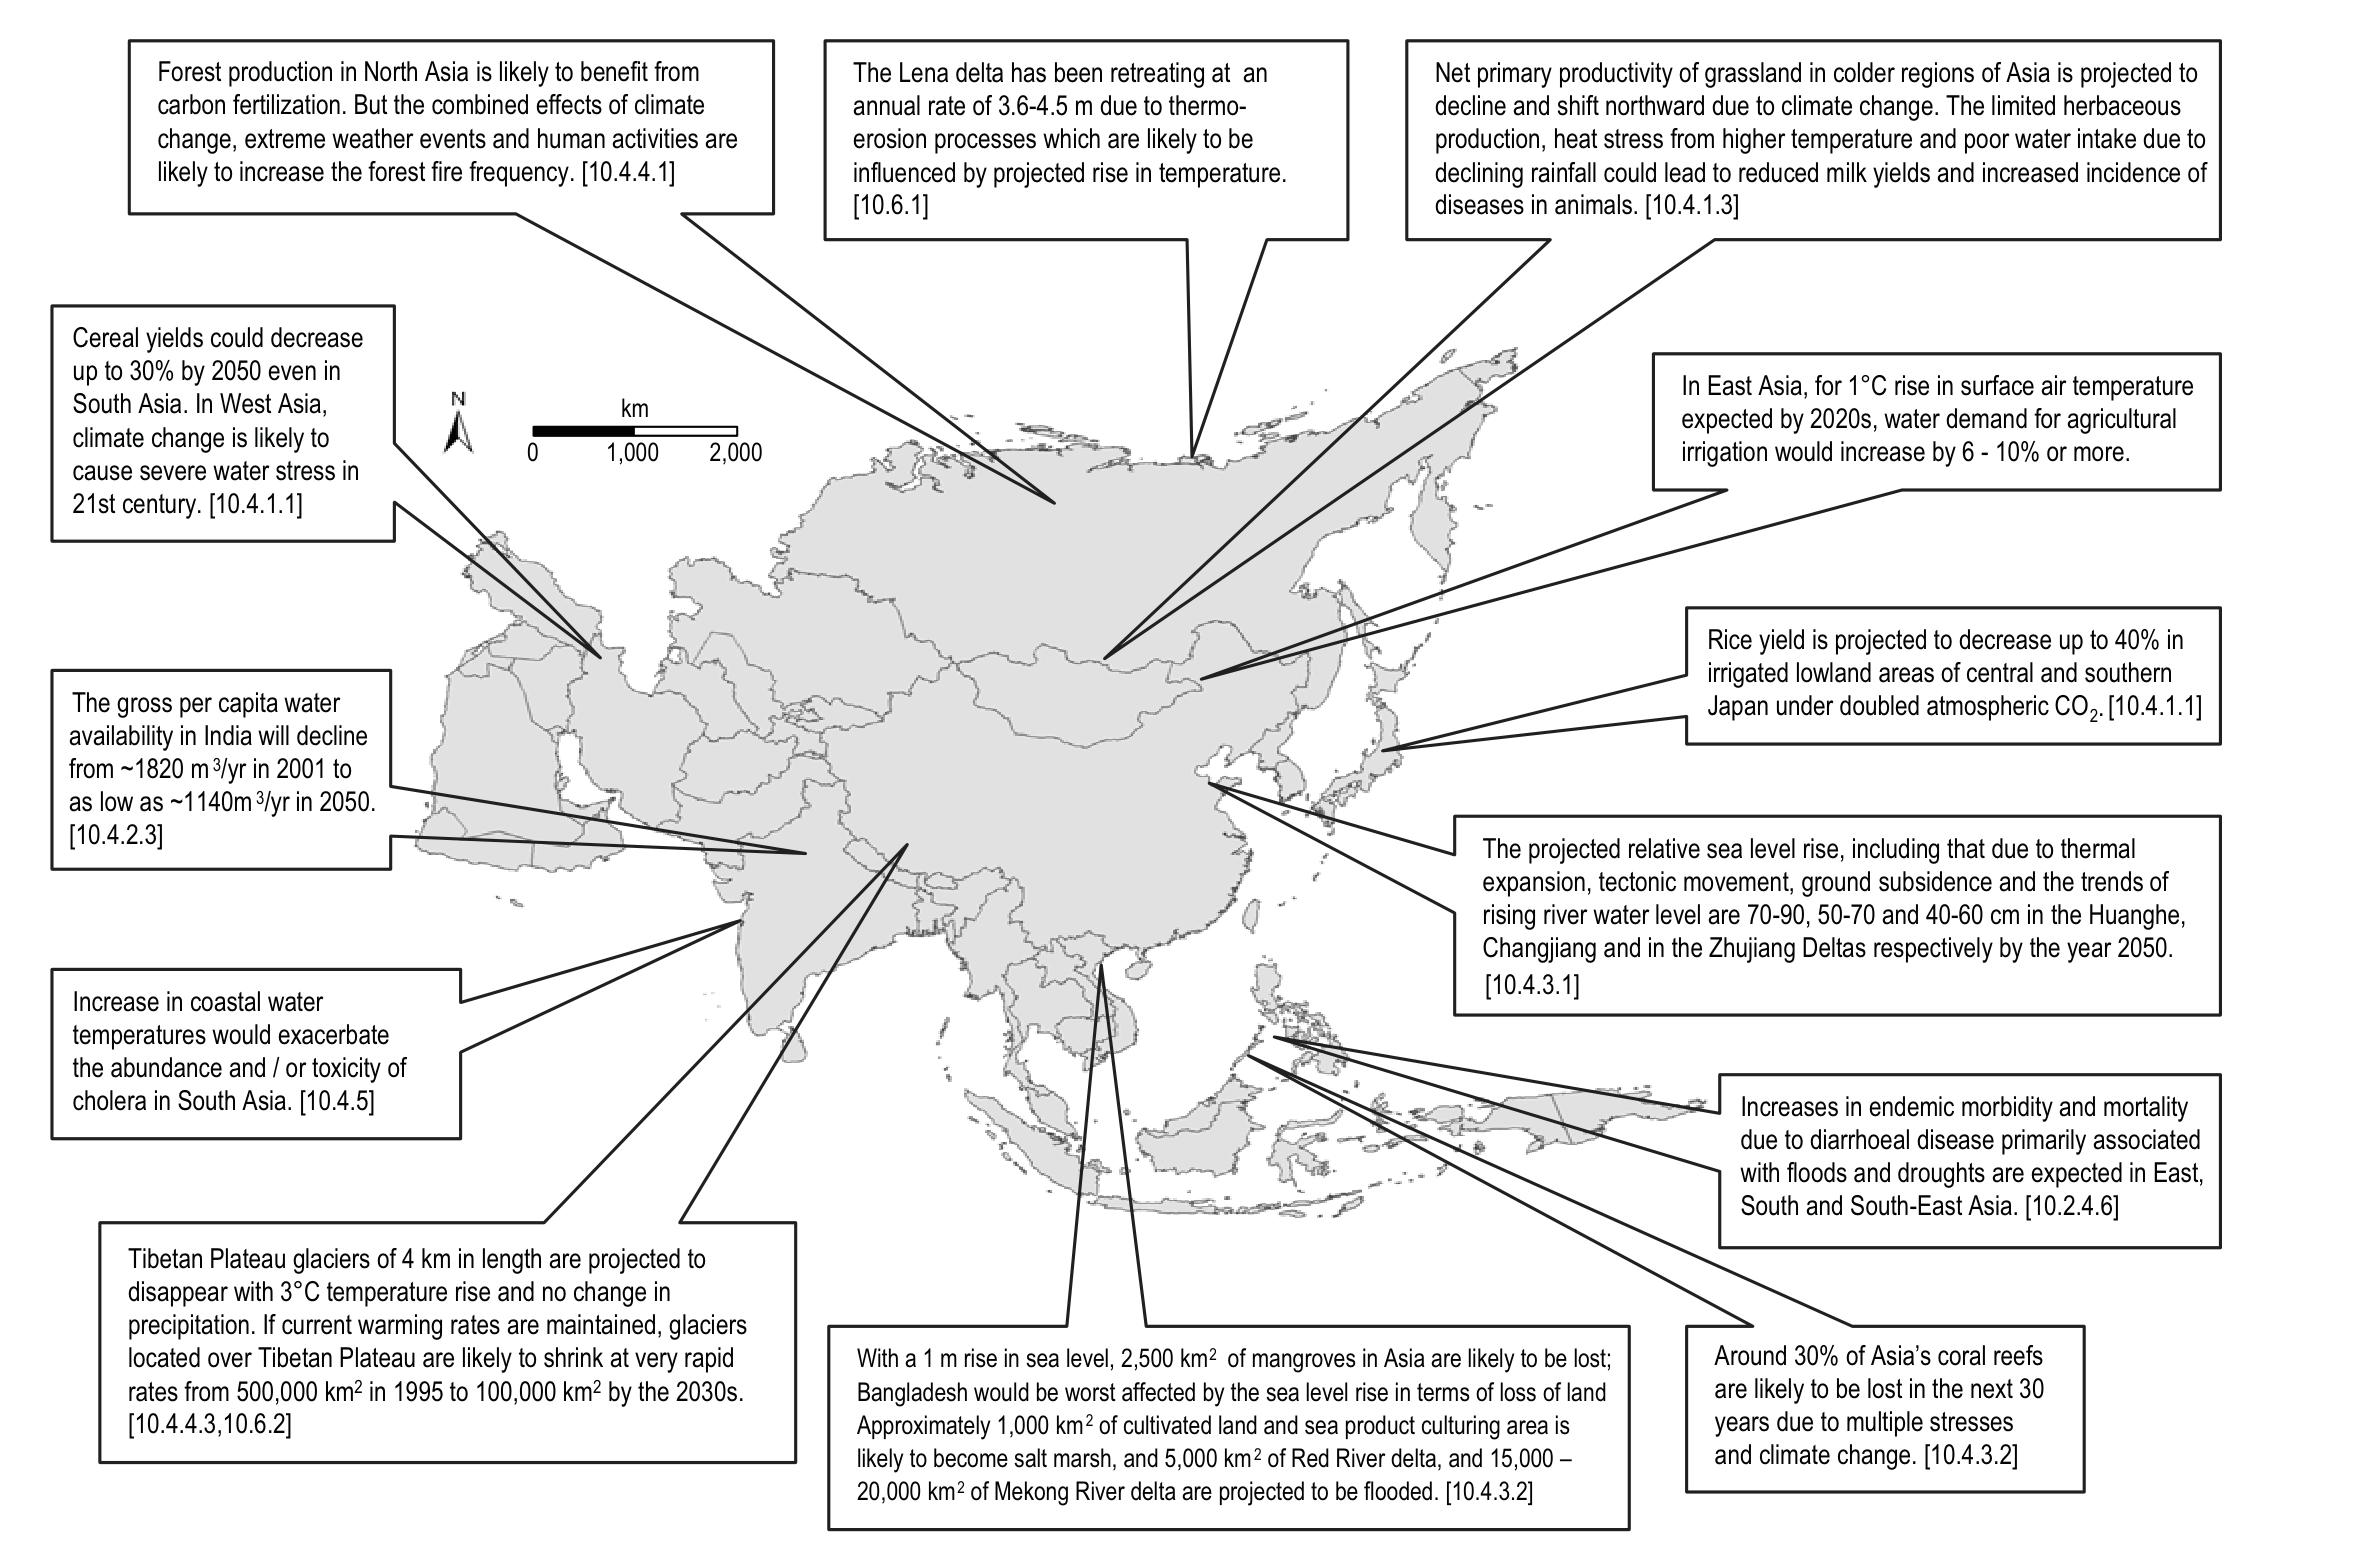 Forest production in North Asia is likely to benefit from
carbon fertilization. But the combined effects of climate
change, extreme weather events and human activities are
likely to increase the forest fire frequency. [10.4.4.1]
The Lena delta has been retreating at an
annual rate of 3.6-4.5 m due to thermo-
erosion processes which are likely to be
influenced by projected rise in temperature.
[10.6.1]
Net primary productivity of grassland in colder regions of Asia is projected to
decline and shift northward due to climate change. The limited herbaceous
production, heat stress from higher temperature and poor water intake due to
declining rainfall could lead to reduced milk yields and increased incidence of
diseases in animals. [10.4.1.3]
Cereal yields could decrease
up to 30% by 2050 even in
South Asia. In West Asia,
climate change is likely to
cause severe water stress in
21st century. [10.4.1.1]
N
km
0 1,000 2,000
In East Asia, for 1°C rise in surface air temperature
expected by 2020s, water demand for agricultural
irrigation would increase by 6 - 10% or more.
Rice yield is projected to decrease up to 40% in
irrigated lowland areas of central and southern
Japan under doubled atmospheric CO₂. [10.4.1.1]
The gross per capita water
availability in India will decline
from ~1820 m³/yr in 2001 to
as low as ~1140m³/yr in 2050.
[10.4.2.3]
The projected relative sea level rise, including that due to thermal
expansion, tectonic movement, ground subsidence and the trends of
rising river water level are 70-90, 50-70 and 40-60 cm in the Huanghe,
Changjiang and in the Zhujiang Deltas respectively by the year 2050.
[10.4.3.1]
Increase in coastal water
temperatures would exacerbate
the abundance and / or toxicity of
cholera in South Asia. [10.4.5]
Increases in endemic morbidity and mortality
due to diarrhoeal disease primarily associated
with floods and droughts are expected in East,
South and South-East Asia. [10.2.4.6]
Tibetan Plateau glaciers of 4 km in length are projected to
disappear with 3°C temperature rise and no change in
precipitation. If current warming rates are maintained, glaciers
located over Tibetan Plateau are likely to shrink at very rapid
rates from 500,000 km² in 1995 to 100,000 km² by the 2030s.
[10.4.4.3,10.6.2]
With a 1 m rise in sea level, 2,500 km² of mangroves in Asia are likely to be lost;
Bangladesh would be worst affected by the sea level rise in terms of loss of land
Approximately 1,000 km² of cultivated land and sea product culturing area is
likely to become salt marsh, and 5,000 km² of Red River delta, and 15,000 –
20,000 km² of Mekong River delta are projected to be flooded. [10.4.3.2]
Around 30% of Asia’s coral reefs
are likely to be lost in the next 30
years due to multiple stresses
and climate change. [10.4.3.2]